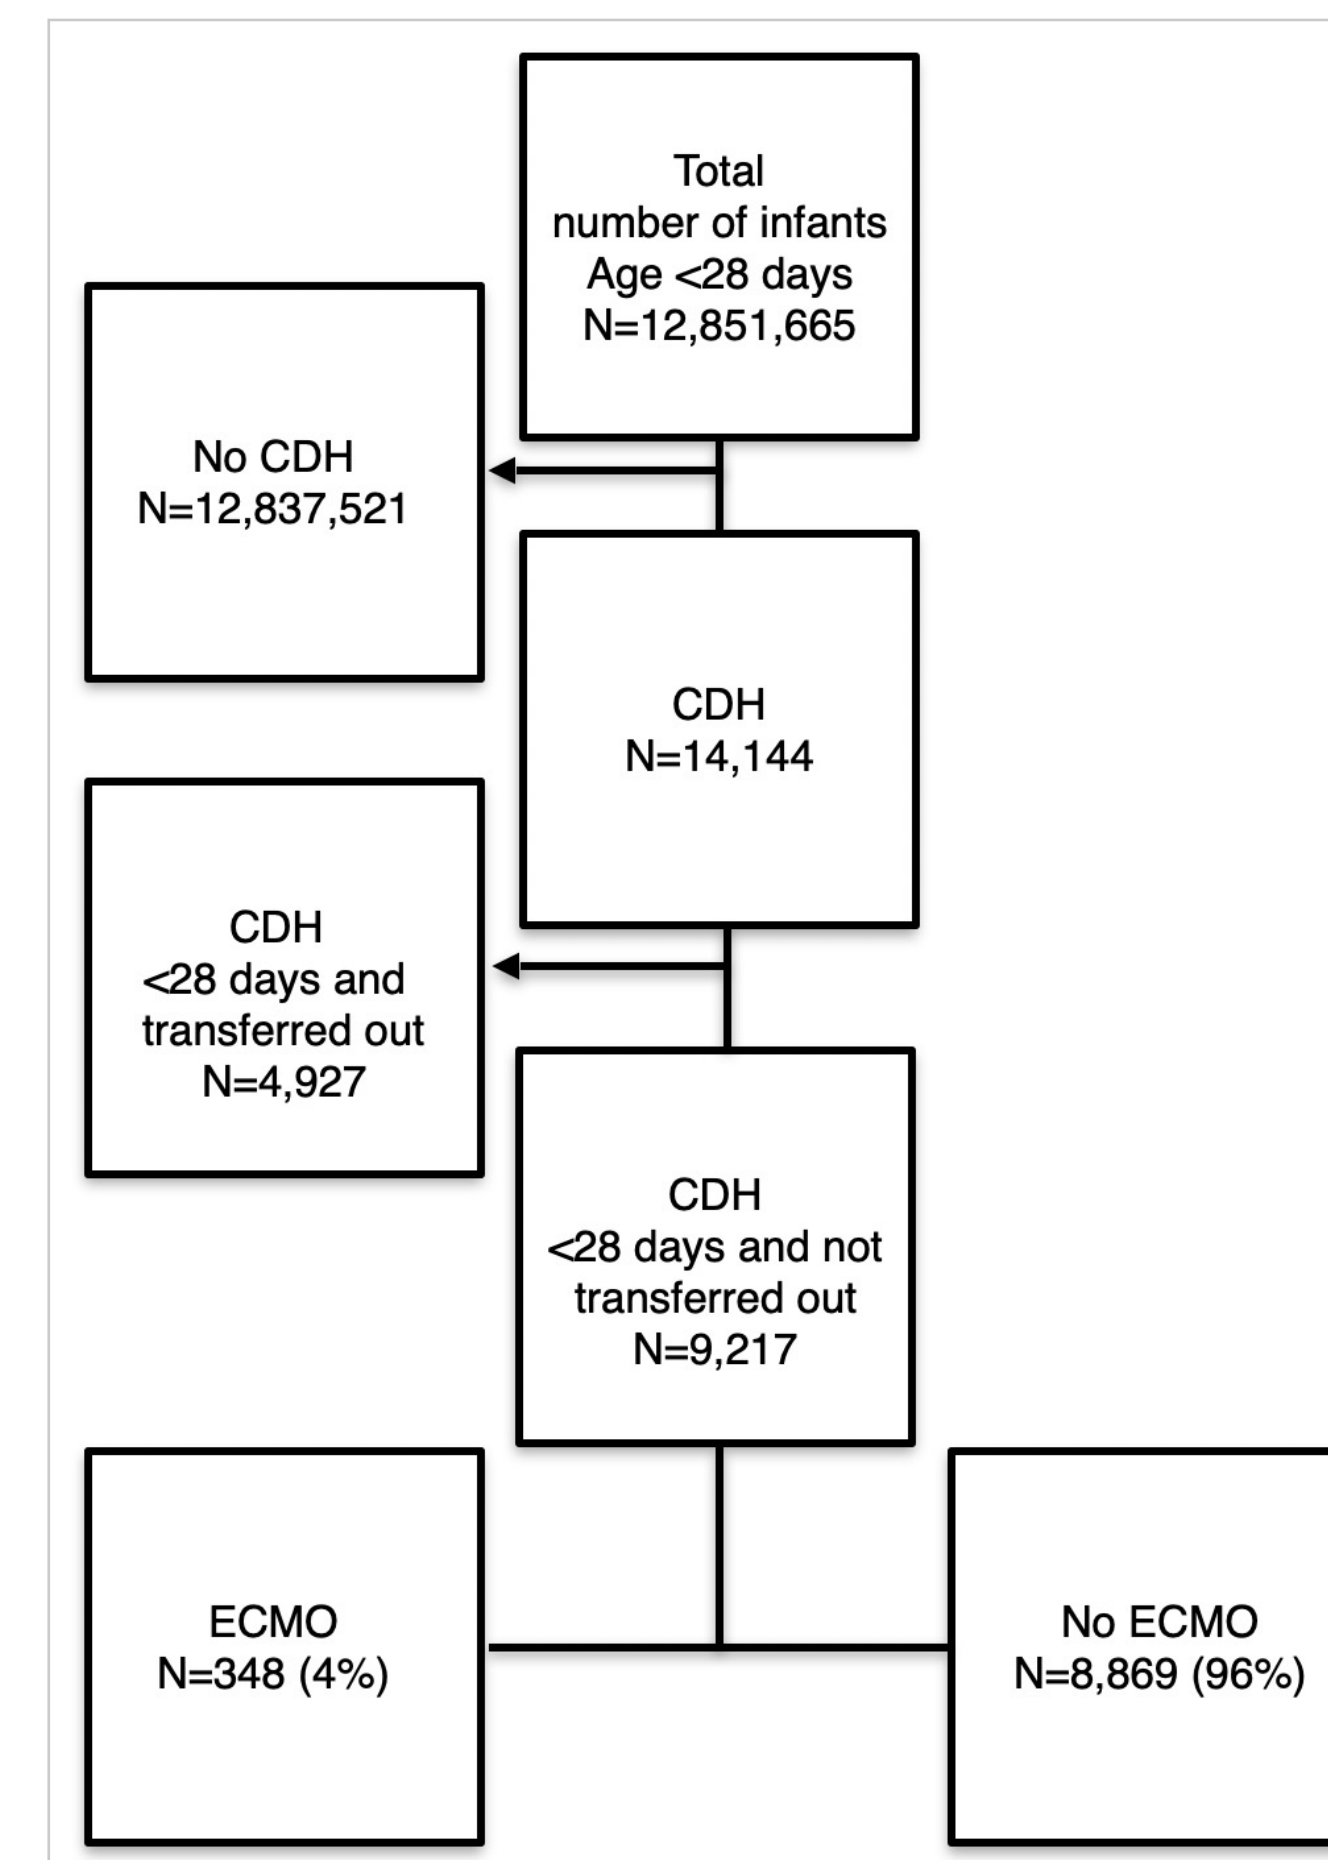 Total
number of infants
Age <28 days
N=12,851,665
No CDH
N=12,837,521
CDH
N=14,144
CDH
<28 days and
transferred out
N=4,927
CDH
<28 days and not
transferred out
N=9,217
ECMO
N=348 (4%)
No ECMO
N=8,869 (96%)